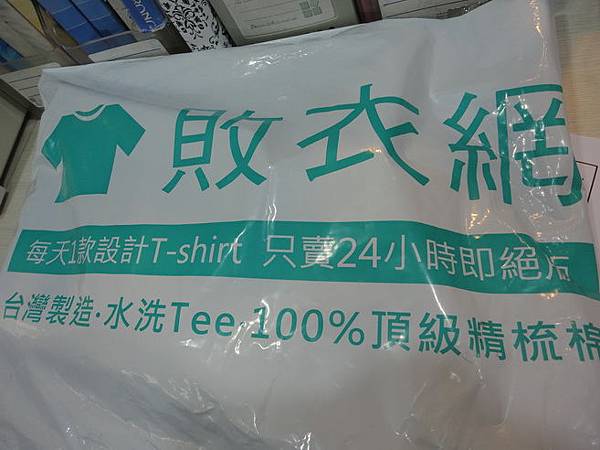 敗衣網
每天1款設計T-shirt 只賣24小時即絕
台灣製造·水洗Tee·100%頂級精梳棉